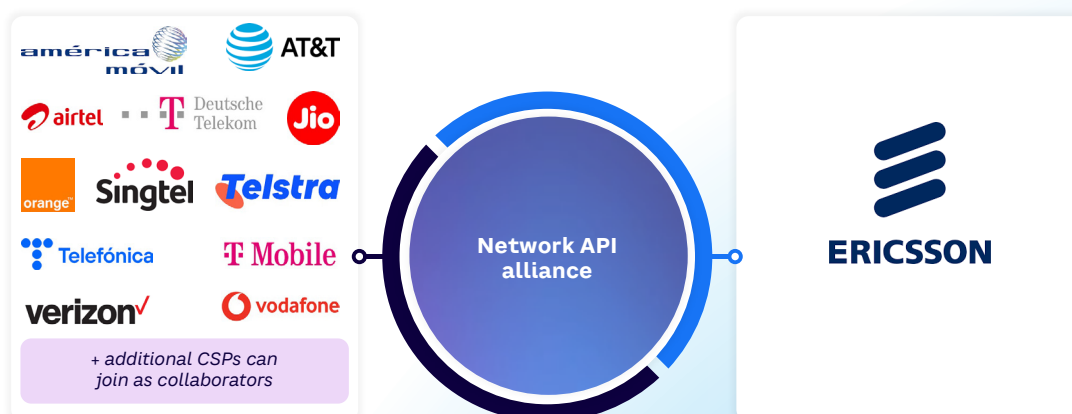 américa
móvil
AT&T
airtel
T
Deutsche
Telekom
Jio
orange™
Singtel
Telstra
Telefónica
T Mobile
verizon✓
vodafone
+ additional CSPs can
join as collaborators
Network API
alliance
ERICSSON